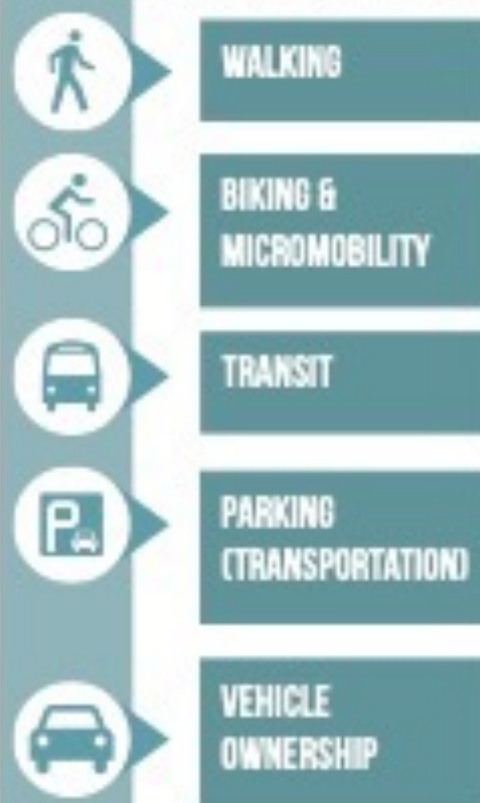 WALKING
BIKING &
MICROMOBILITY
TRANSIT
P
PARKING
(TRANSPORTATION)
VEHICLE
OWNERSHIP